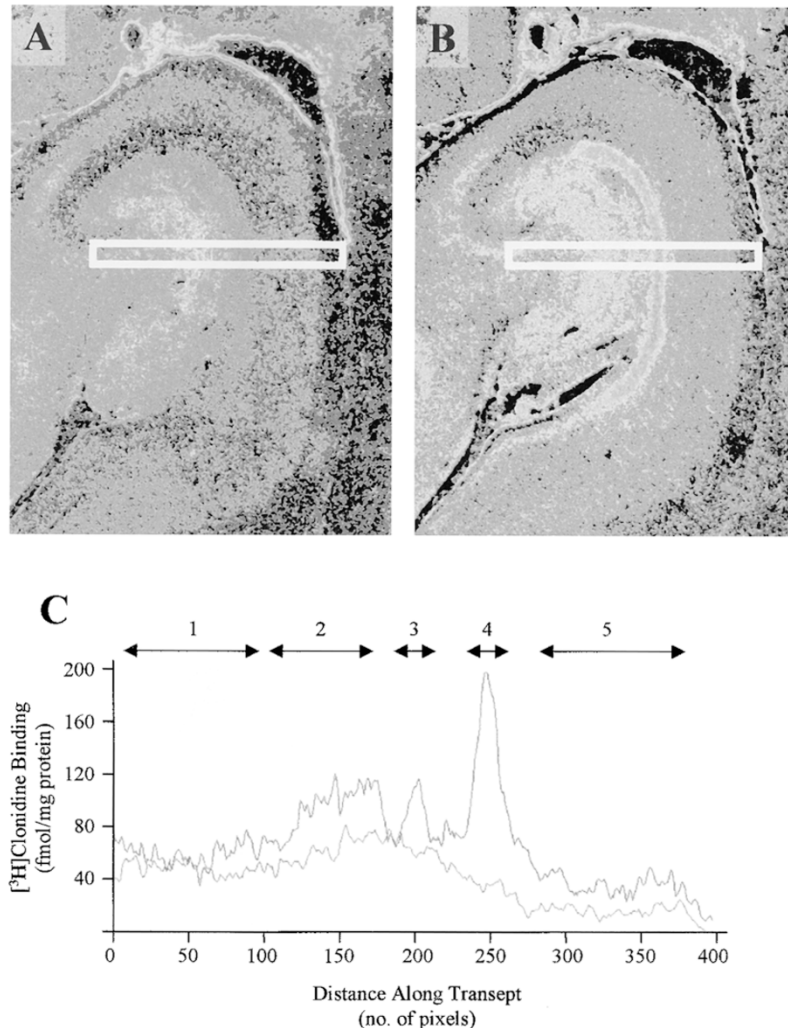 A
B
C
1 2 3 4 5
200
160
120
80
40
[³H]Clonidine Binding
(fmol/mg protein)
0 50 100 150 200 250 300 350 400
Distance Along Transept
(no. of pixels)